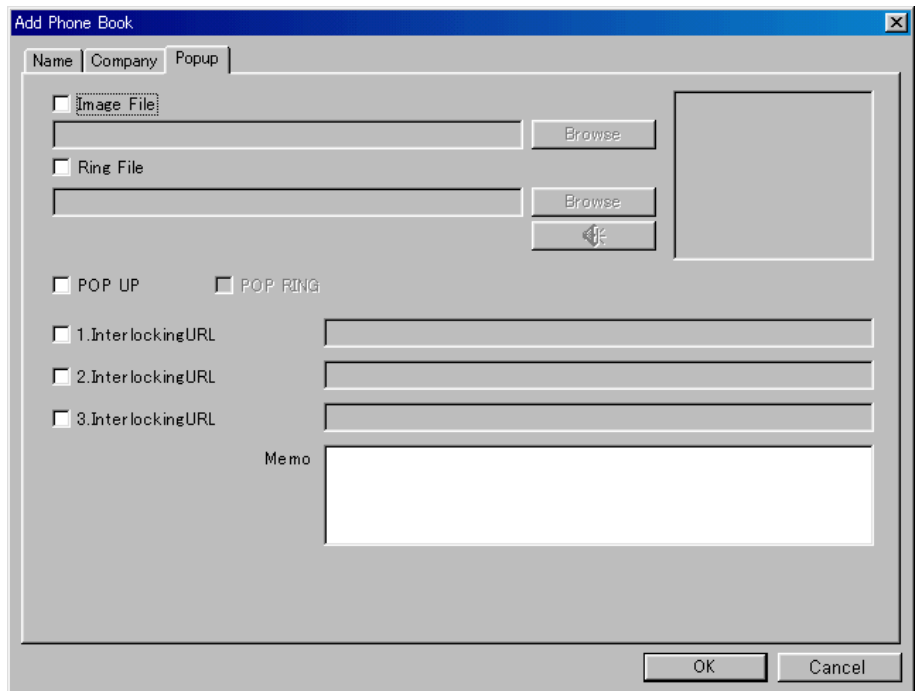 Add Phone Book
Name Company Popup
Image File
Browse
Ring File
Browse
POP UP POP RING
1.InterlockingURL
2.InterlockingURL
3.InterlockingURL
Memo
OK Cancel